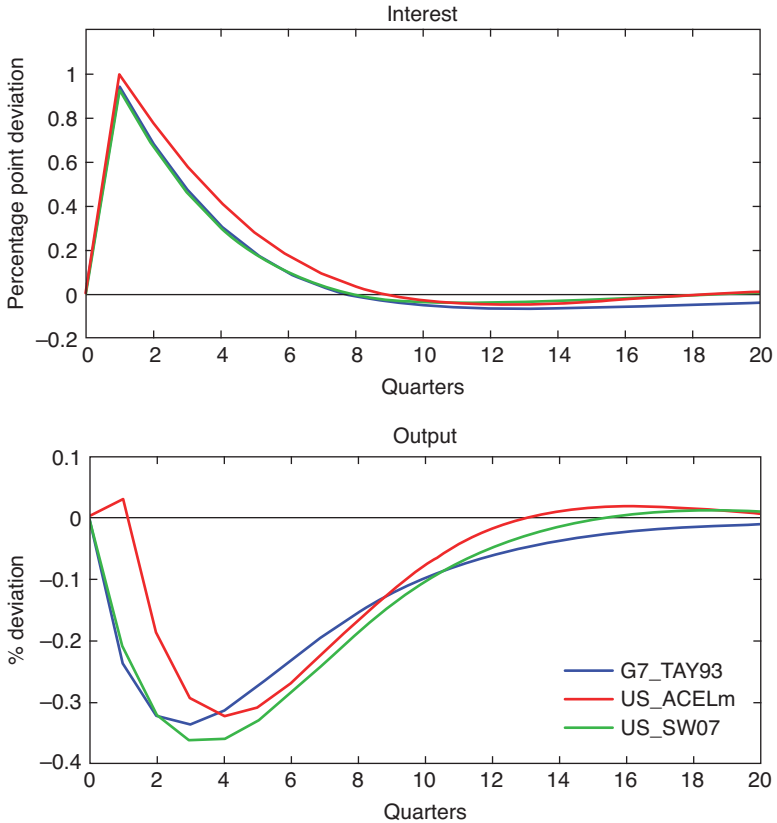 Interest
Percentage point deviation
1
0.8
0.6
0.4
0.2
0
–0.2
0 2 4 6 8 10 12 14 16 18 20
Quarters
Output
% deviation
0.1
0
–0.1
–0.2
–0.3
–0.4
G7_TAY93
US_ACELm
US_SW07
0 2 4 6 8 10 12 14 16 18 20
Quarters